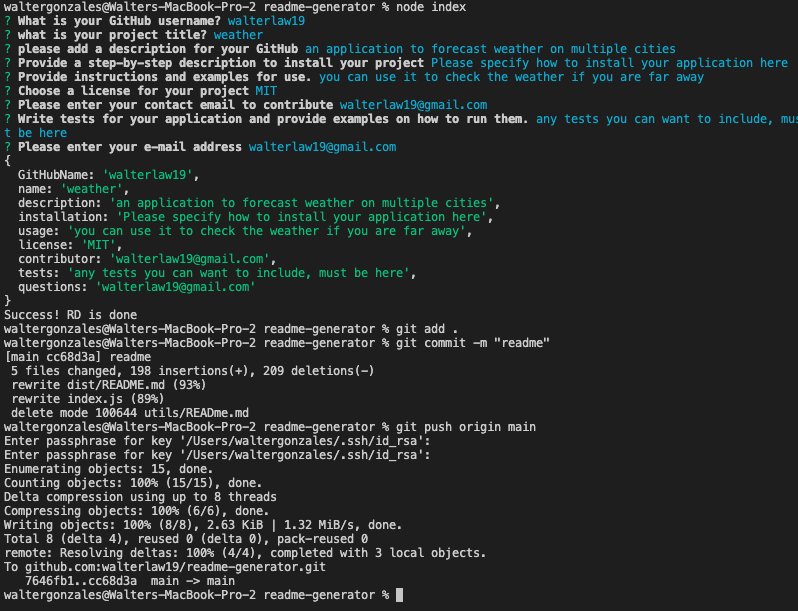 waltergonzales@Walters-MacBook-Pro-2 readme-generator % node index
? What is your GitHub username? walterlaw19
? what is your project title? weather
? please add a description for your GitHub an application to forecast weather on multiple cities
? Provide a step-by-step description to install your project Please specify how to install your application here
? Provide instructions and examples for use. you can use it to check the weather if you are far away
? Choose a license for your project MIT
? Please enter your contact email to contribute walterlaw19@gmail.com
? Write tests for your application and provide examples on how to run them. any tests you can want to include, mus
t be here
? Please enter your e-mail address walterlaw19@gmail.com
{
  GitHubName: 'walterlaw19',
  name: 'weather',
  description: 'an application to forecast weather on multiple cities',
  installation: 'Please specify how to install your application here',
  usage: 'you can use it to check the weather if you are far away',
  license: 'MIT',
  contributor: 'walterlaw19@gmail.com',
  tests: 'any tests you can want to include, must be here',
  questions: 'walterlaw19@gmail.com'
}
Success! RD is done
waltergonzales@Walters-MacBook-Pro-2 readme-generator % git add .
waltergonzales@Walters-MacBook-Pro-2 readme-generator % git commit -m "readme"
[main cc68d3a] readme
 5 files changed, 198 insertions(+), 209 deletions(-)
 rewrite dist/README.md (93%)
 rewrite index.js (89%)
 delete mode 100644 utils/READme.md
waltergonzales@Walters-MacBook-Pro-2 readme-generator % git push origin main
Enter passphrase for key '/Users/waltergonzales/.ssh/id_rsa':
Enter passphrase for key '/Users/waltergonzales/.ssh/id_rsa':
Enumerating objects: 15, done.
Counting objects: 100% (15/15), done.
Delta compression using up to 8 threads
Compressing objects: 100% (6/6), done.
Writing objects: 100% (8/8), 2.63 KiB | 1.32 MiB/s, done.
Total 8 (delta 4), reused 0 (delta 0), pack-reused 0
remote: Resolving deltas: 100% (4/4), completed with 3 local objects.
To github.com:walterlaw19/readme-generator.git
   7646fb1..cc68d3a  main -> main
waltergonzales@Walters-MacBook-Pro-2 readme-generator %